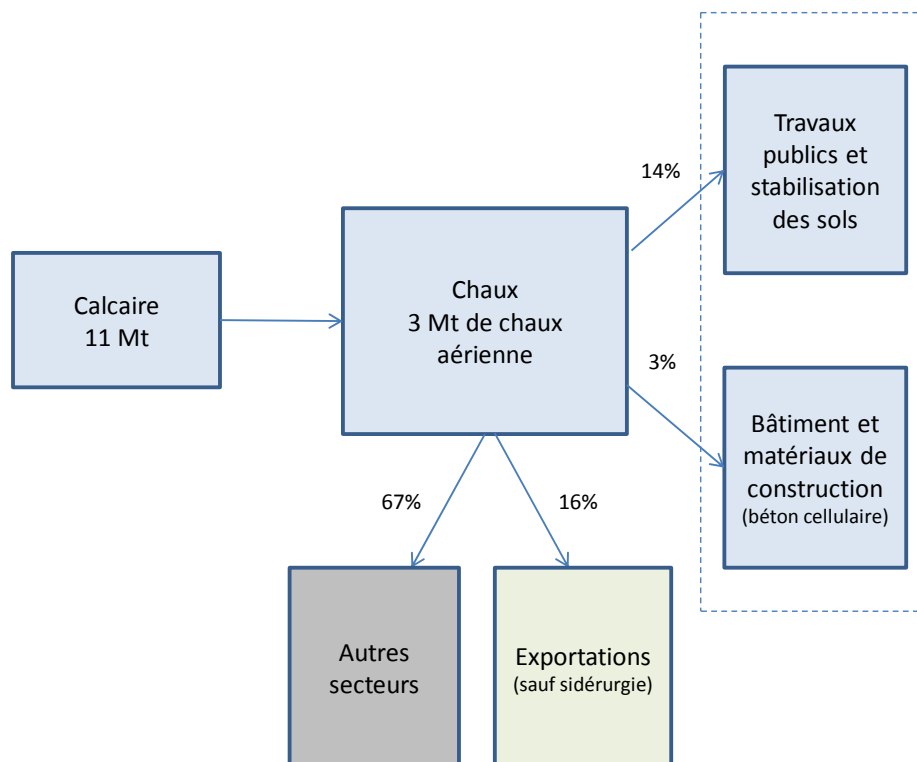 Travaux
publics et
stabilisation
des sols
14%
Chaux
3 Mt de chaux
aérienne
Calcaire
11 Mt
3%
Bâtiment et
matériaux de
construction
(béton cellulaire)
67%
16%
Autres
secteurs
Exportations
(sauf sidérurgie)